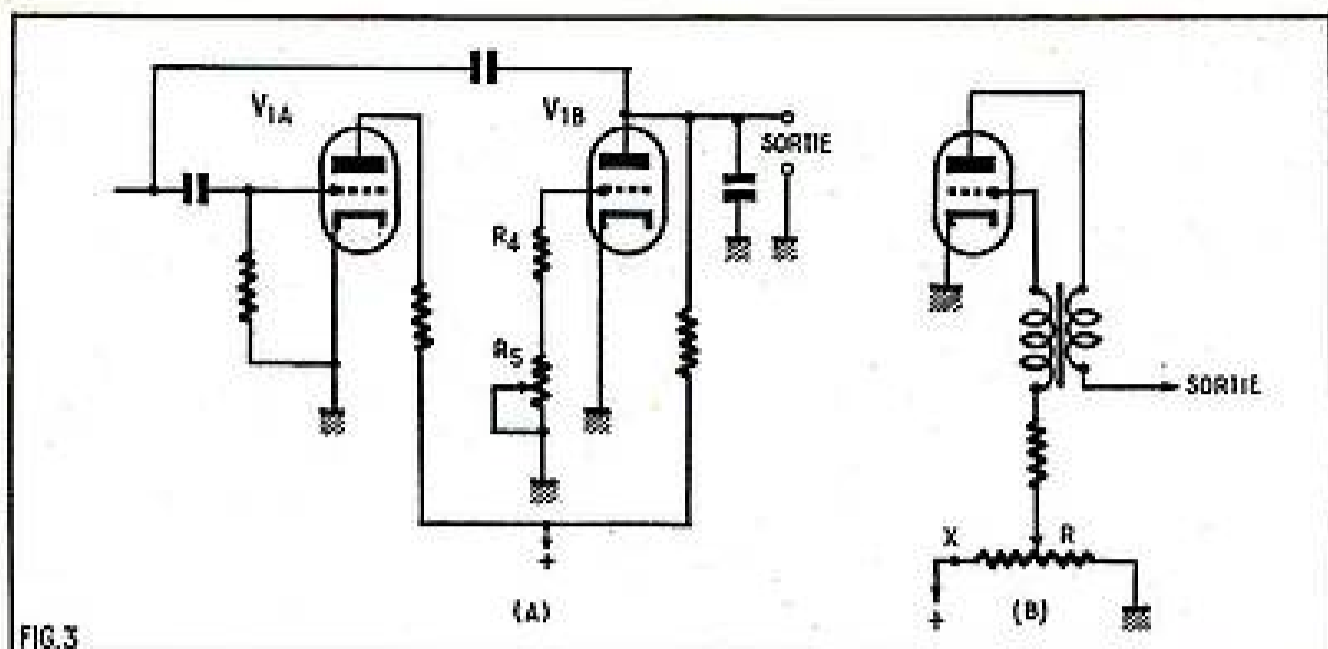 V1A
V1B
SORTIE
R4
R5
+
(A)
SORTIE
X
R
+
(B)
FIG.3